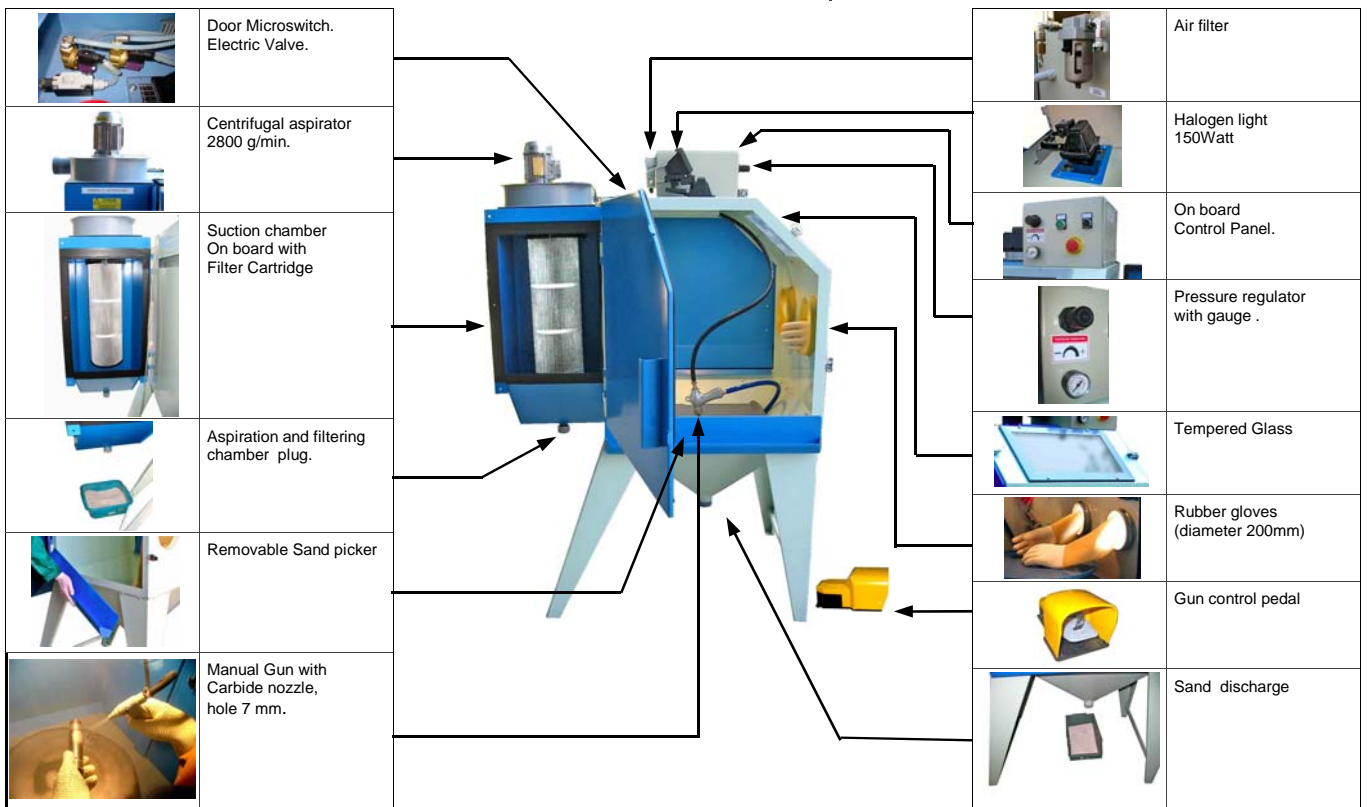 Door Microswitch.
Electric Valve.
Centrifugal aspirator
2800 g/min.
Suction chamber
On board with
Filter Cartridge
Aspiration and filtering
chamber plug.
Removable Sand picker
Manual Gun with
Carbide nozzle,
hole 7 mm.
Air filter
Halogen light
150Watt
On board
Control Panel.
Pressure regulator
with gauge .
Tempered Glass
Rubber gloves
(diameter 200mm)
Gun control pedal
Sand discharge